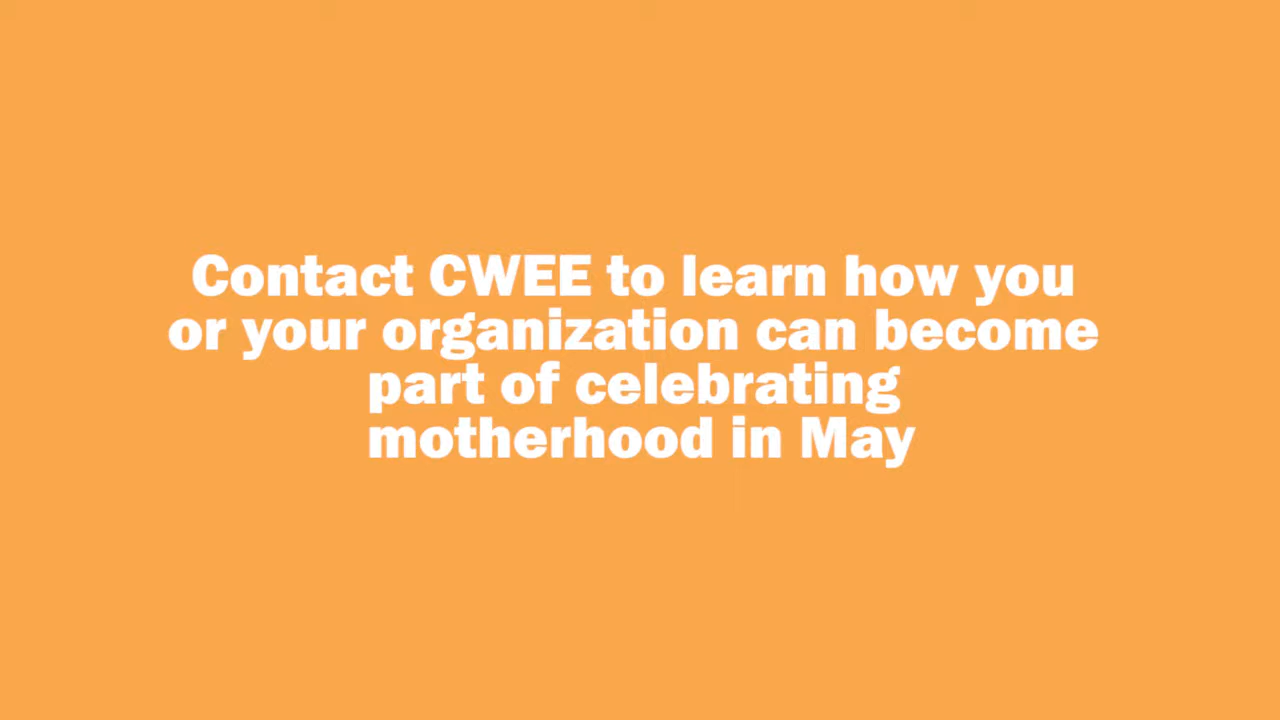 Contact CWEE to learn how you
or your organization can become
part of celebrating
motherhood in May